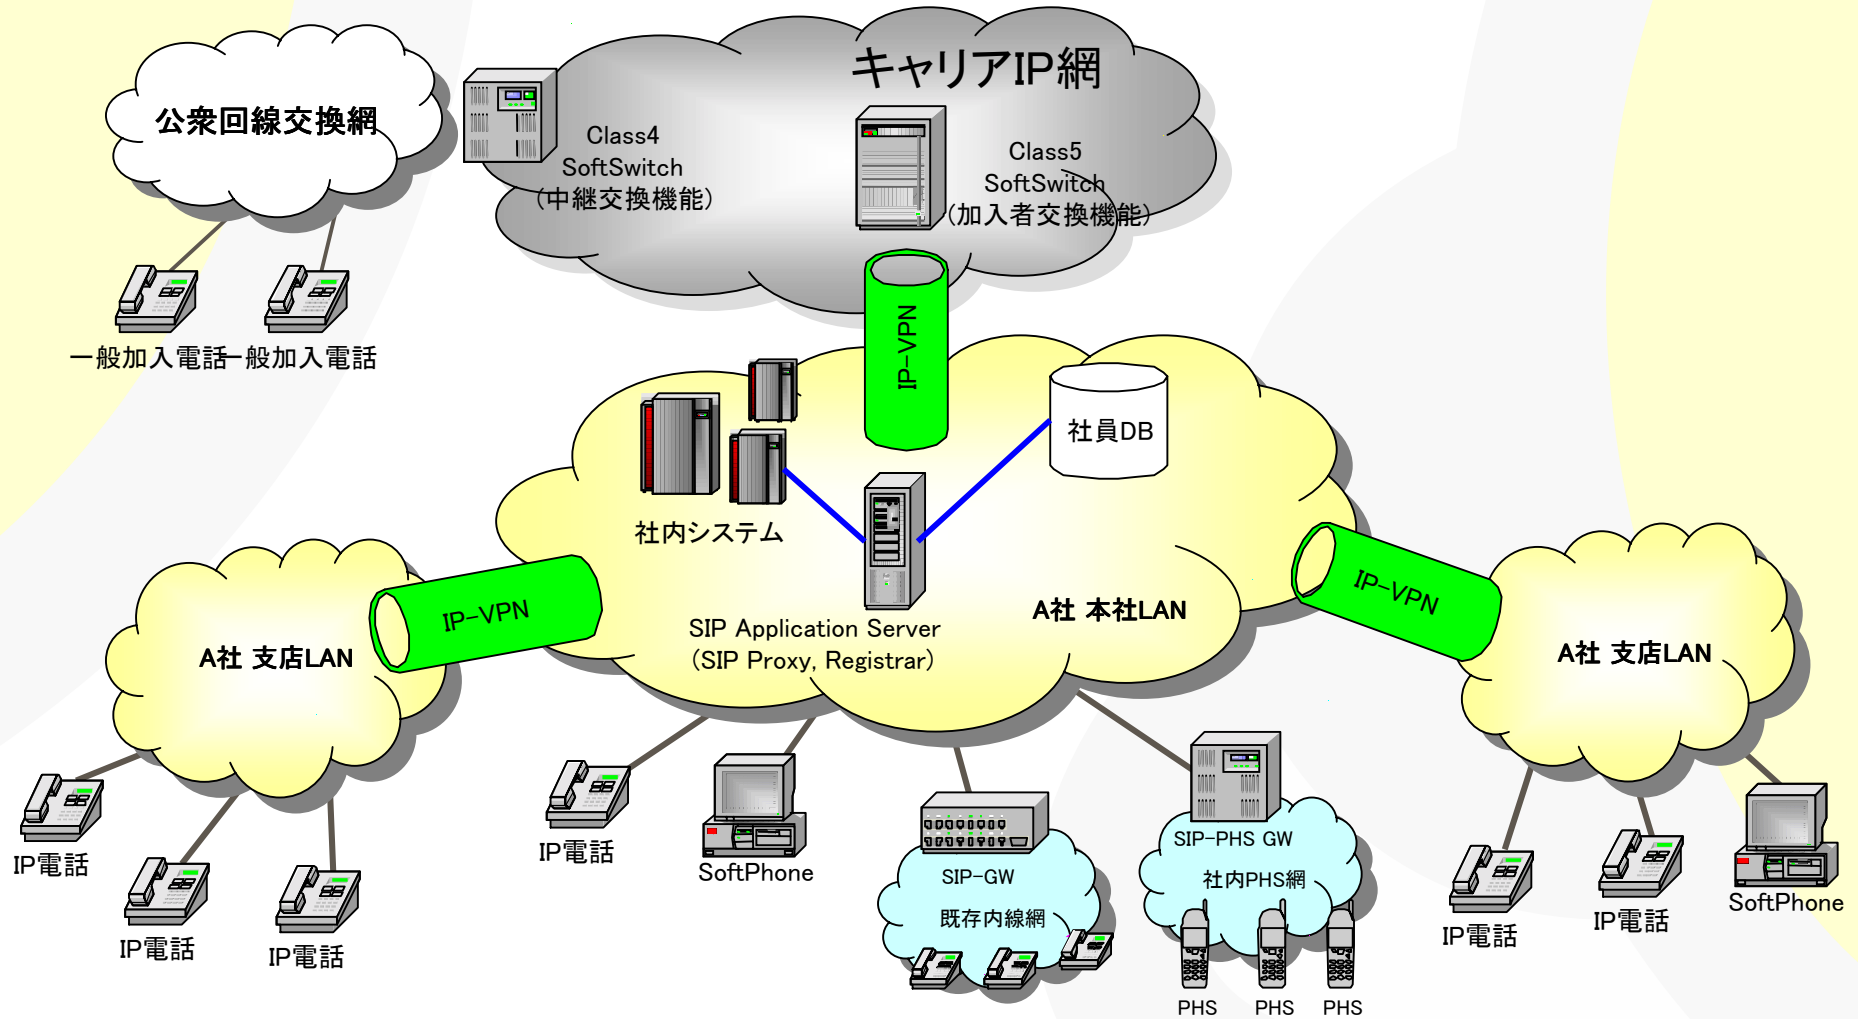 キャリアIP網
公衆回線交換網
Class4
SoftSwitch
(中継交換機能)
Class5
SoftSwitch
(加入者交換機能)
一般加入電話
一般加入電話
IP-VPN
社員DB
社内システム
IP-VPN
IP-VPN
SIP Application Server
(SIP Proxy, Registrar)
A社 本社LAN
A社 支店LAN
A社 支店LAN
IP電話
IP電話
IP電話
IP電話
SoftPhone
SIP-GW
既存内線網
SIP-PHS GW
社内PHS網
PHS
PHS
PHS
IP電話
IP電話
SoftPhone